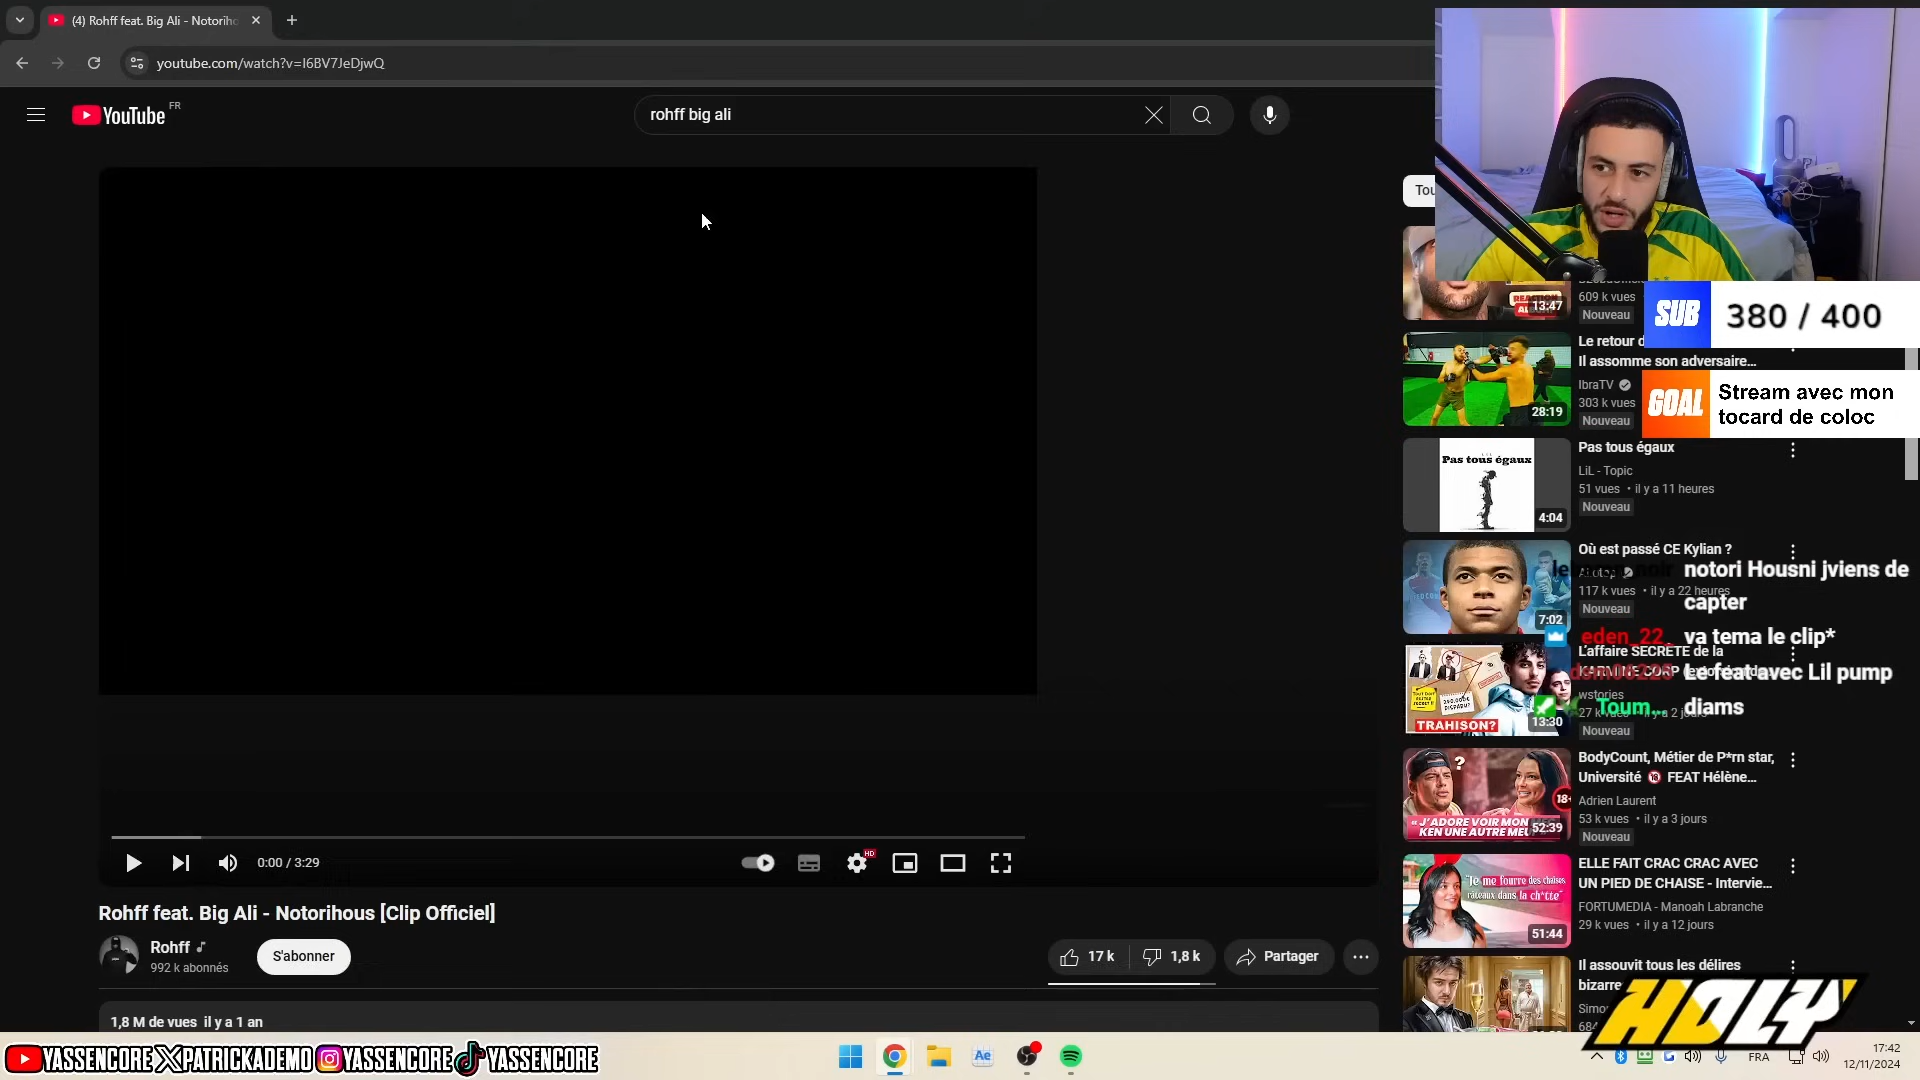 (4) Rohff feat. Big Ali - Notoriho
youtube.com/watch?v=I6BV7JeDjwQ
YouTube FR
rohff big ali
Tou
13:47
609 k vues
Nouveau
SUB 380 / 400
Le retour d
Il assomme son adversaire...
IbraTV
303 k vues
Nouveau
28:19
GOAL Stream avec mon
tocard de coloc
Pas tous égaux
Pas tous égaux
LiL - Topic
51 vues • il y a 11 heures
Nouveau
4:04
Où est passé CE Kylian ?
117 k vues • il y a 22 heures
Nouveau
7:02
notori Housni jviens de
capter
eden_22_ va tema le clip*
Le feat avec Lil pump
Toum... diams
L'affaire SECRÈTE de la
wstories
27 k vues • il y a 2 jours
Nouveau
TRAHISON?
13:30
BodyCount, Métier de P*rn star,
Université 🔞 FEAT Hélène...
Adrien Laurent
53 k vues • il y a 3 jours
Nouveau
18+
52:39
ELLE FAIT CRAC CRAC AVEC
UN PIED DE CHAISE - Intervie...
FORTUMEDIA - Manoah Labranche
29 k vues • il y a 12 jours
51:44
Il assouvit tous les délires
bizarre
Simo
HOLY
0:00 / 3:29
HD
Rohff feat. Big Ali - Notorihous [Clip Officiel]
Rohff
992 k abonnés
S'abonner
17 k
1,8 k
Partager
1,8 M de vues il y a 1 an
YASSENCORE PATRICKADEMO YASSENCORE YASSENCORE
Ae
FRA
17:42
12/11/2024